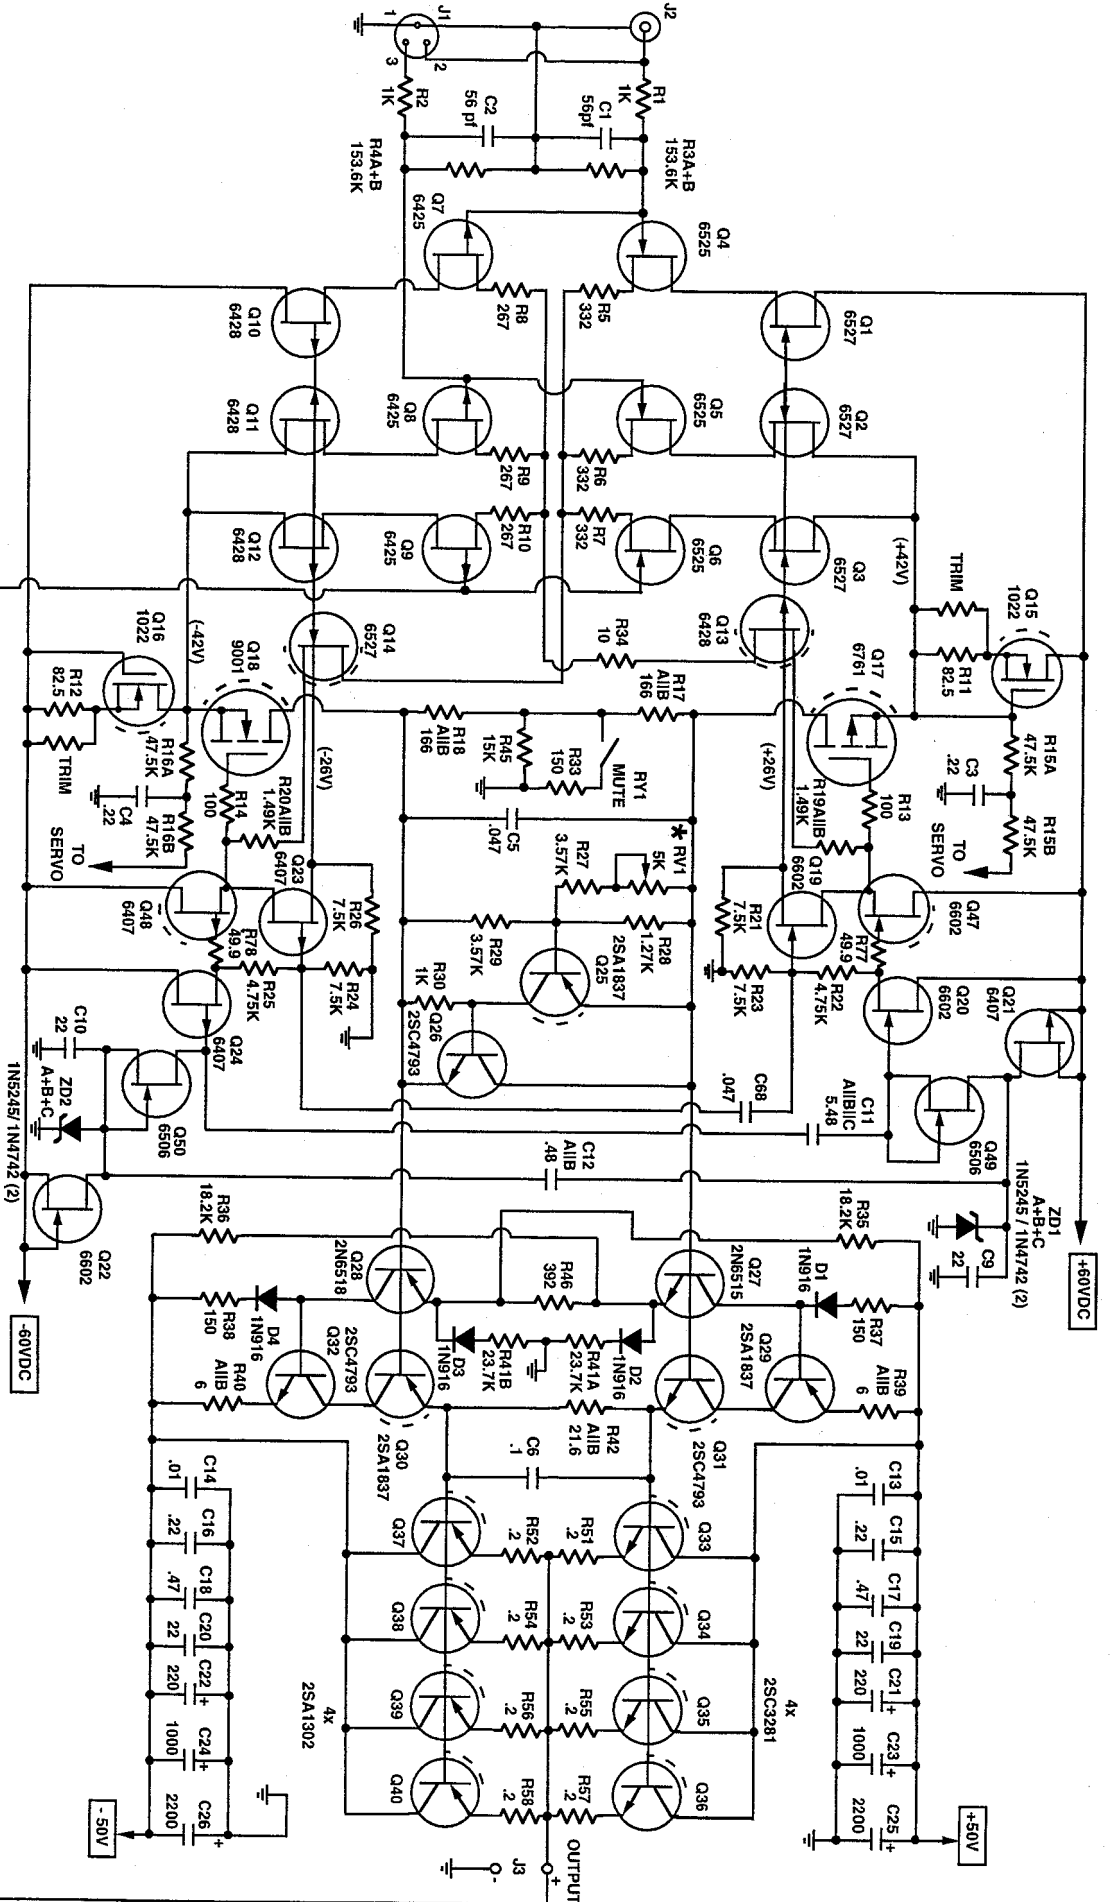 J2
J1
1
2
3
R1
1K
R2
1K
C1
56pf
C2
56 pf
R3A+B
153.6K
R4A+B
153.6K
Q4
6525
Q7
6425
R5
332
R8
267
Q1
6527
Q10
6428
Q2
6527
Q5
6525
Q8
6425
Q11
6428
R6
332
R9
267
Q3
6527
Q6
6525
R7
332
R10
267
Q9
6425
Q12
6428
(+42V)
(-42V)
TRIM
Q15
1022
R11
82.5
Q13
6428
R34
10
Q14
6527
Q16
1022
R12
82.5
TRIM
Q17
6761
Q18
9001
R17
AIIB
166
R18
AIIB
166
R45
15K
R33
150
RY1
MUTE
(+26V)
(-26V)
R15A
47.5K
C3
.22
R15B
47.5K
TO
SERVO
R13
100
R19AIIB
1.49K
R14
100
R20AIIB
1.49K
R16A
47.5K
C4
.22
R16B
47.5K
TO
SERVO
C5
.047
*
RV1
5K
R27
3.57K
R28
1.27K
R29
3.57K
2SA1837
Q25
R30
1K
Q26
2SC4793
Q47
6602
Q19
6602
R77
49.9
R21
7.5K
R22
4.75K
R23
7.5K
Q20
6602
Q21
6407
Q23
6407
Q48
6407
R78
49.9
R26
7.5K
R24
7.5K
R25
4.75K
Q24
6407
C10
22
ZD2
A+B+C
1N5245/ 1N4742 (2)
Q50
6506
Q22
6602
C68
.047
C11
AIIBIIC
5.48
Q49
6506
C12
AIIB
.48
ZD1
A+B+C
1N5245 / 1N4742 (2)
C9
22
+60VDC
-60VDC
R35
18.2K
R36
18.2K
Q27
2N6515
Q28
2N6518
R46
392
D1
1N916
R37
150
D4
1N916
R38
150
D2
1N916
R41A
23.7K
R41B
23.7K
D3
1N916
Q29
2SA1837
R39
AIIB
6
Q32
2SC4793
R40
AIIB
6
Q31
2SC4793
R42
AIIB
21.6
Q30
2SA1837
C6
.1
Q33
Q34
Q35
Q36
4x
2SC3281
Q37
Q38
Q39
Q40
4x
2SA1302
R51
.2
R52
.2
R53
.2
R54
.2
R55
.2
R56
.2
R57
.2
R58
.2
C13
.01
C15
.22
C17
.47
C19
22
C21
220
+
C23
1000
+
C25
2200
+
+50V
C14
.01
C16
.22
C18
.47
C20
22
C22
220
+
C24
1000
+
C26
2200
+
- 50V
OUTPUT
+
J3
-